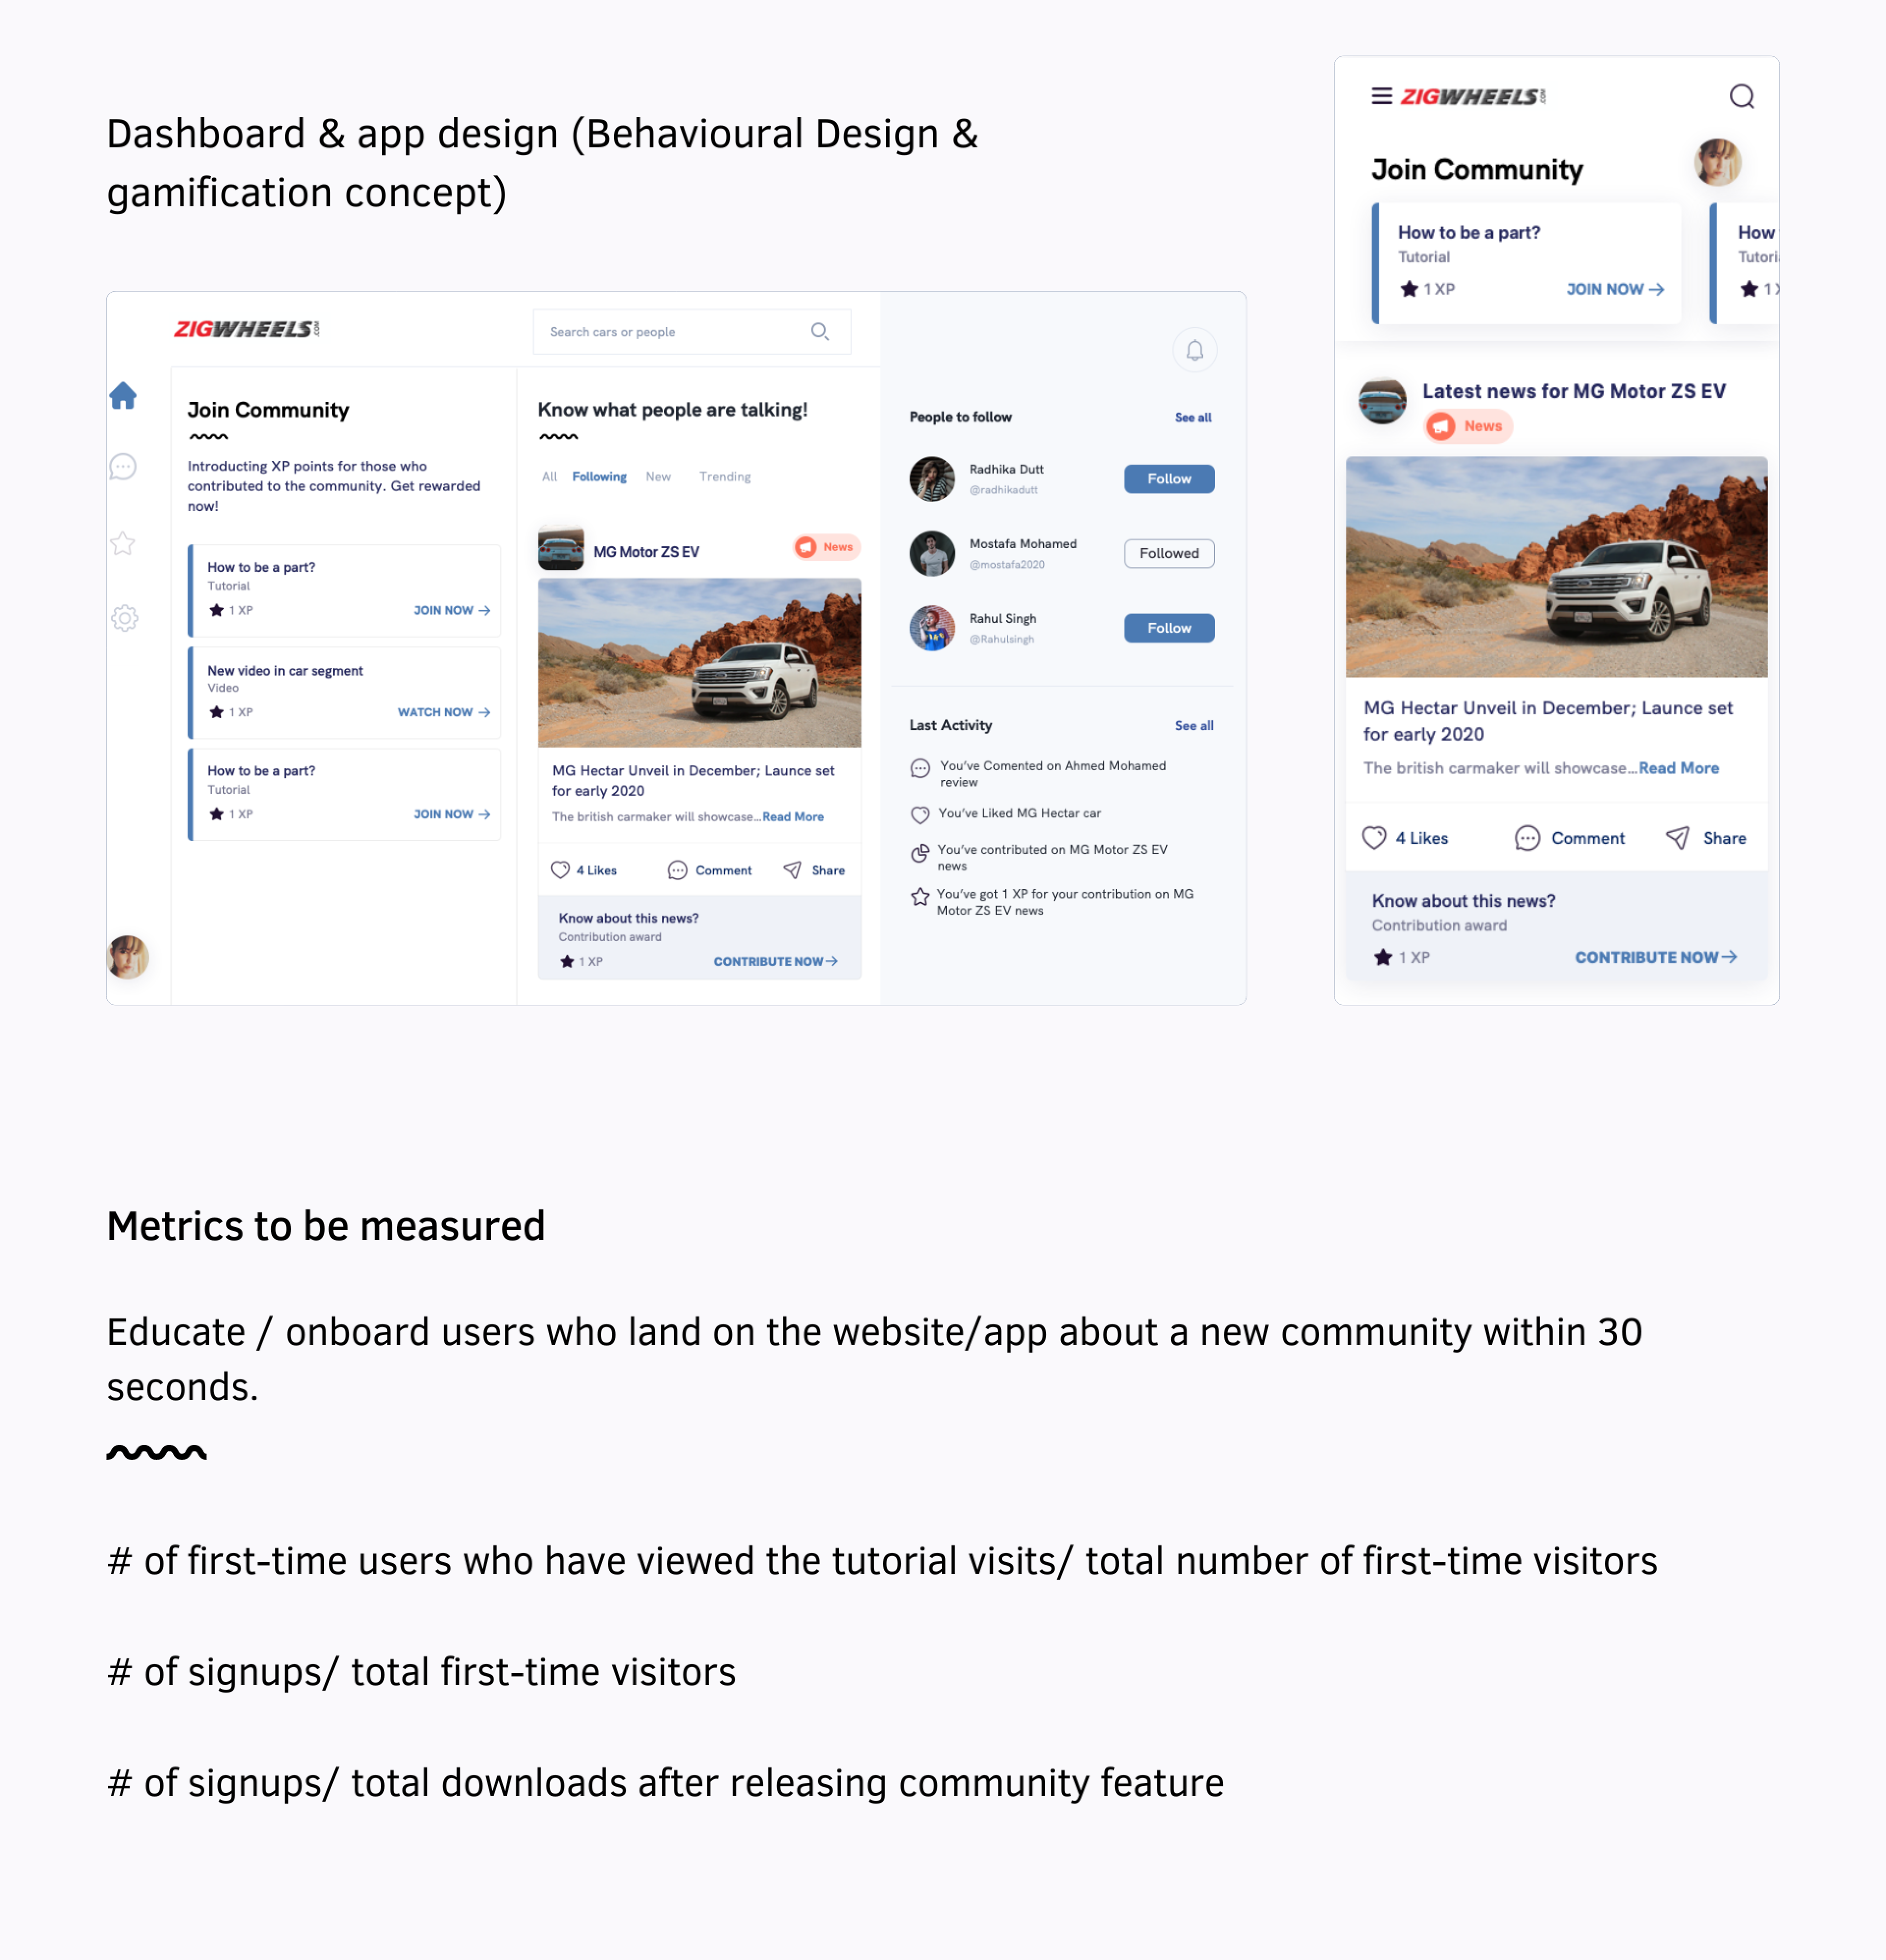 Dashboard & app design (Behavioural Design &
gamification concept)
ZIGWHEELS.COM
Search cars or people
Join Community
Introducting XP points for those who
contributed to the community. Get rewarded
now!
How to be a part?
Tutorial
1 XP
JOIN NOW →
New video in car segment
Video
1 XP
WATCH NOW →
How to be a part?
Tutorial
1 XP
JOIN NOW →
Know what people are talking!
All Following New Trending
MG Motor ZS EV
News
MG Hectar Unveil in December; Launce set
for early 2020
The british carmaker will showcase...Read More
4 Likes Comment Share
Know about this news?
Contribution award
1 XP
CONTRIBUTE NOW→
People to follow
See all
Radhika Dutt
@radhikadutt
Follow
Mostafa Mohamed
@mostafa2020
Followed
Rahul Singh
@Rahulsingh
Follow
Last Activity
See all
You've Comented on Ahmed Mohamed
review
You've Liked MG Hectar car
You've contributed on MG Motor ZS EV
news
You've got 1 XP for your contribution on MG
Motor ZS EV news
ZIGWHEELS.COM
Join Community
How to be a part?
Tutorial
1 XP
JOIN NOW →
How
Tutori
1 X
Latest news for MG Motor ZS EV
News
MG Hectar Unveil in December; Launce set
for early 2020
The british carmaker will showcase...Read More
4 Likes Comment Share
Know about this news?
Contribution award
1 XP
CONTRIBUTE NOW→
Metrics to be measured
Educate / onboard users who land on the website/app about a new community within 30
seconds.
# of first-time users who have viewed the tutorial visits/ total number of first-time visitors
# of signups/ total first-time visitors
# of signups/ total downloads after releasing community feature